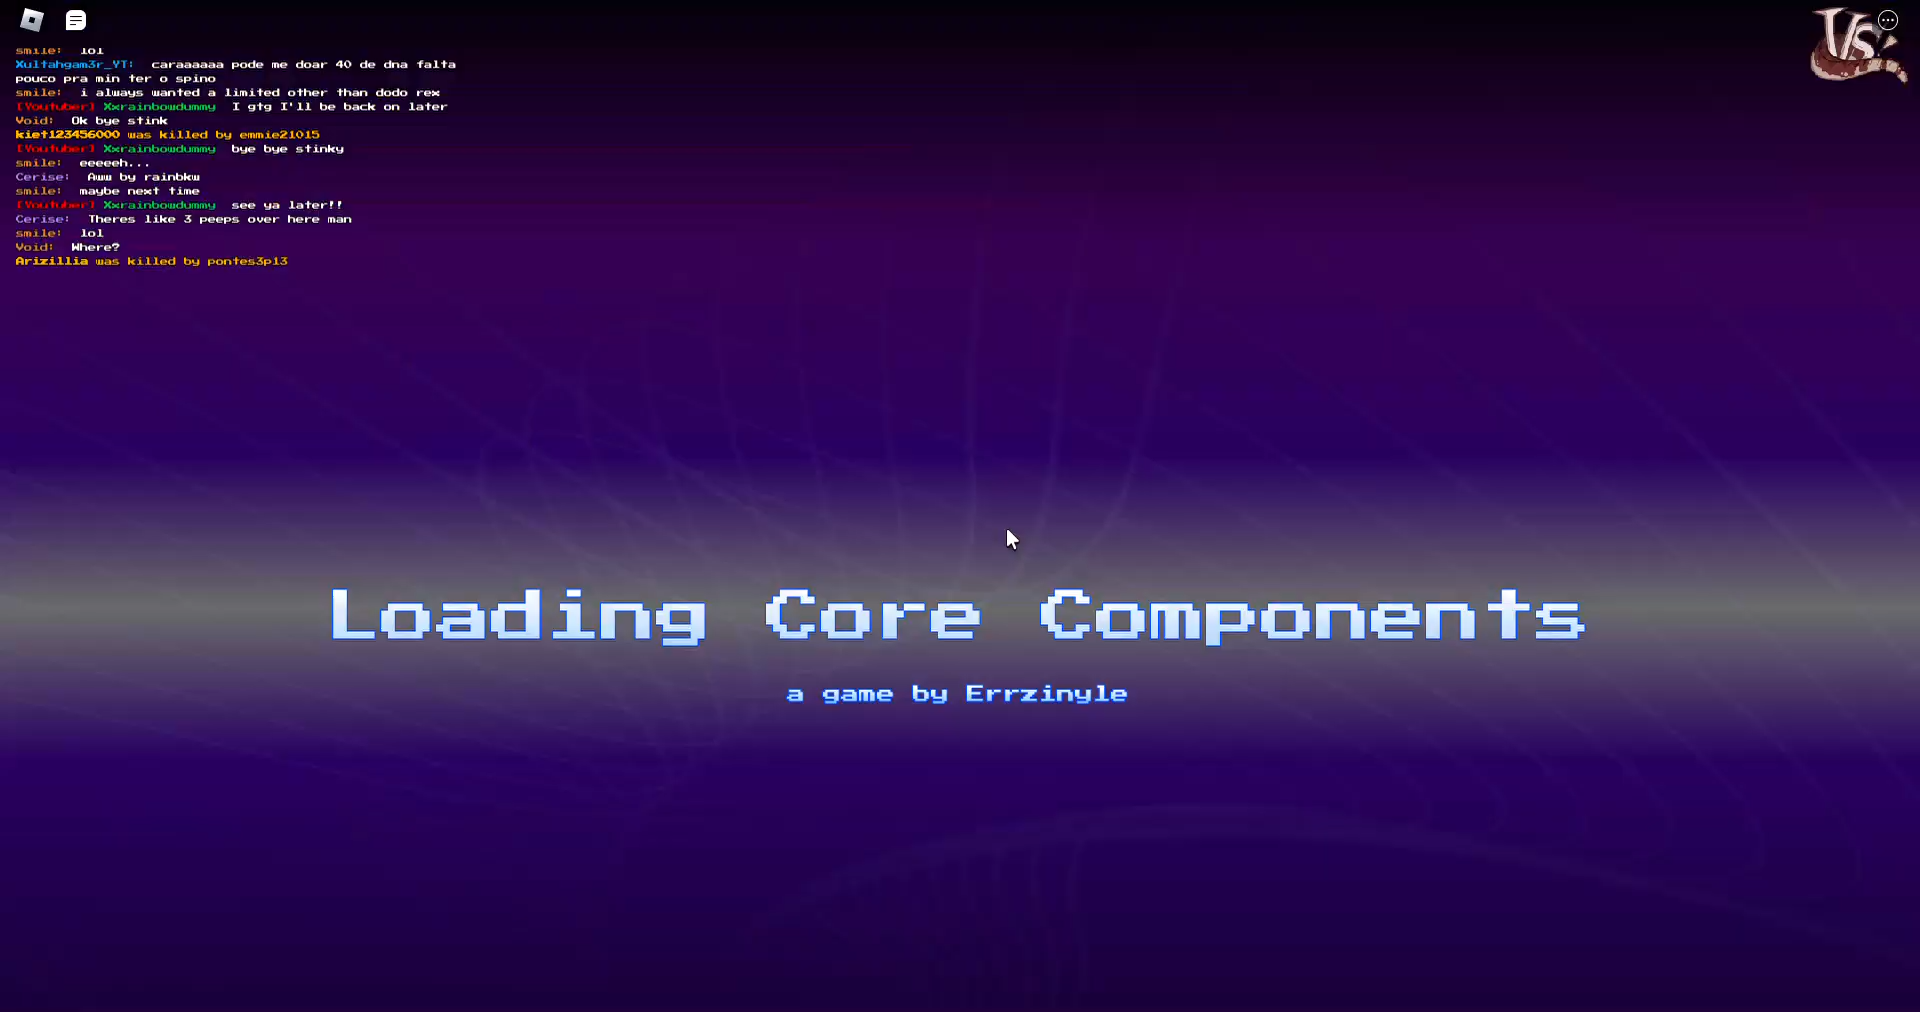 smile: lol
Xultahgam3r_YT: caraaaaaa pode me doar 40 de dna falta
pouco pra min ter o spino
smile: i always wanted a limited other than dodo rex
[Youtuber] Xxrainbowdummy I gtg I'll be back on later
Void: Ok bye stink
kiet123456000 was killed by emmie21015
[Youtuber] Xxrainbowdummy bye bye stinky
smile: eeeeeh...
Cerise: Aww by rainbkw
smile: maybe next time
[Youtuber] Xxrainbowdummy see ya later!!
Cerise: Theres like 3 peeps over here man
smile: lol
Void: Where?
Arizillia was killed by pontes3p13
VS
Loading Core Components
a game by Errzinyle